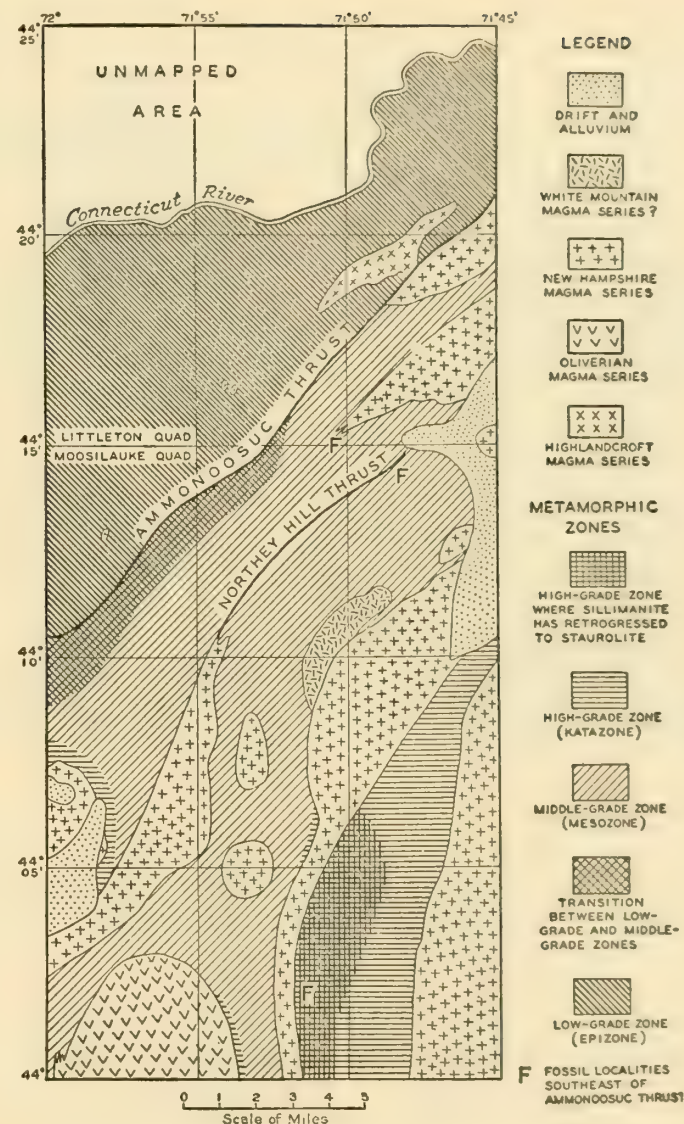 72°
71°55'
71°50'
71°45'
44°
25'
UNMAPPED
AREA
Connecticut River
44°
20'
AMMONOOSUC THRUST
F
LITTLETON QUAD
MOOSILAUKE QUAD
44°
15'
F
NORTHEY HILL THRUST
44°
10'
44°
05'
F
44°
0 1 2 3 4 5
Scale of Miles
LEGEND
DRIFT AND
ALLUVIUM
WHITE MOUNTAIN
MAGMA SERIES?
NEW HAMPSHIRE
MAGMA SERIES
OLIVERIAN
MAGMA SERIES
HIGHLANDCROFT
MAGMA SERIES
METAMORPHIC
ZONES
HIGH-GRADE ZONE
WHERE SILLIMANITE
HAS RETROGRESSED
TO STAUROLITE
HIGH-GRADE ZONE
(KATAZONE)
MIDDLE-GRADE ZONE
(MESOZONE)
TRANSITION
BETWEEN LOW-
GRADE AND MIDDLE-
GRADE ZONES
LOW-GRADE ZONE
(EPIZONE)
F FOSSIL LOCALITIES
SOUTHEAST OF
AMMONOOSUC THRUST